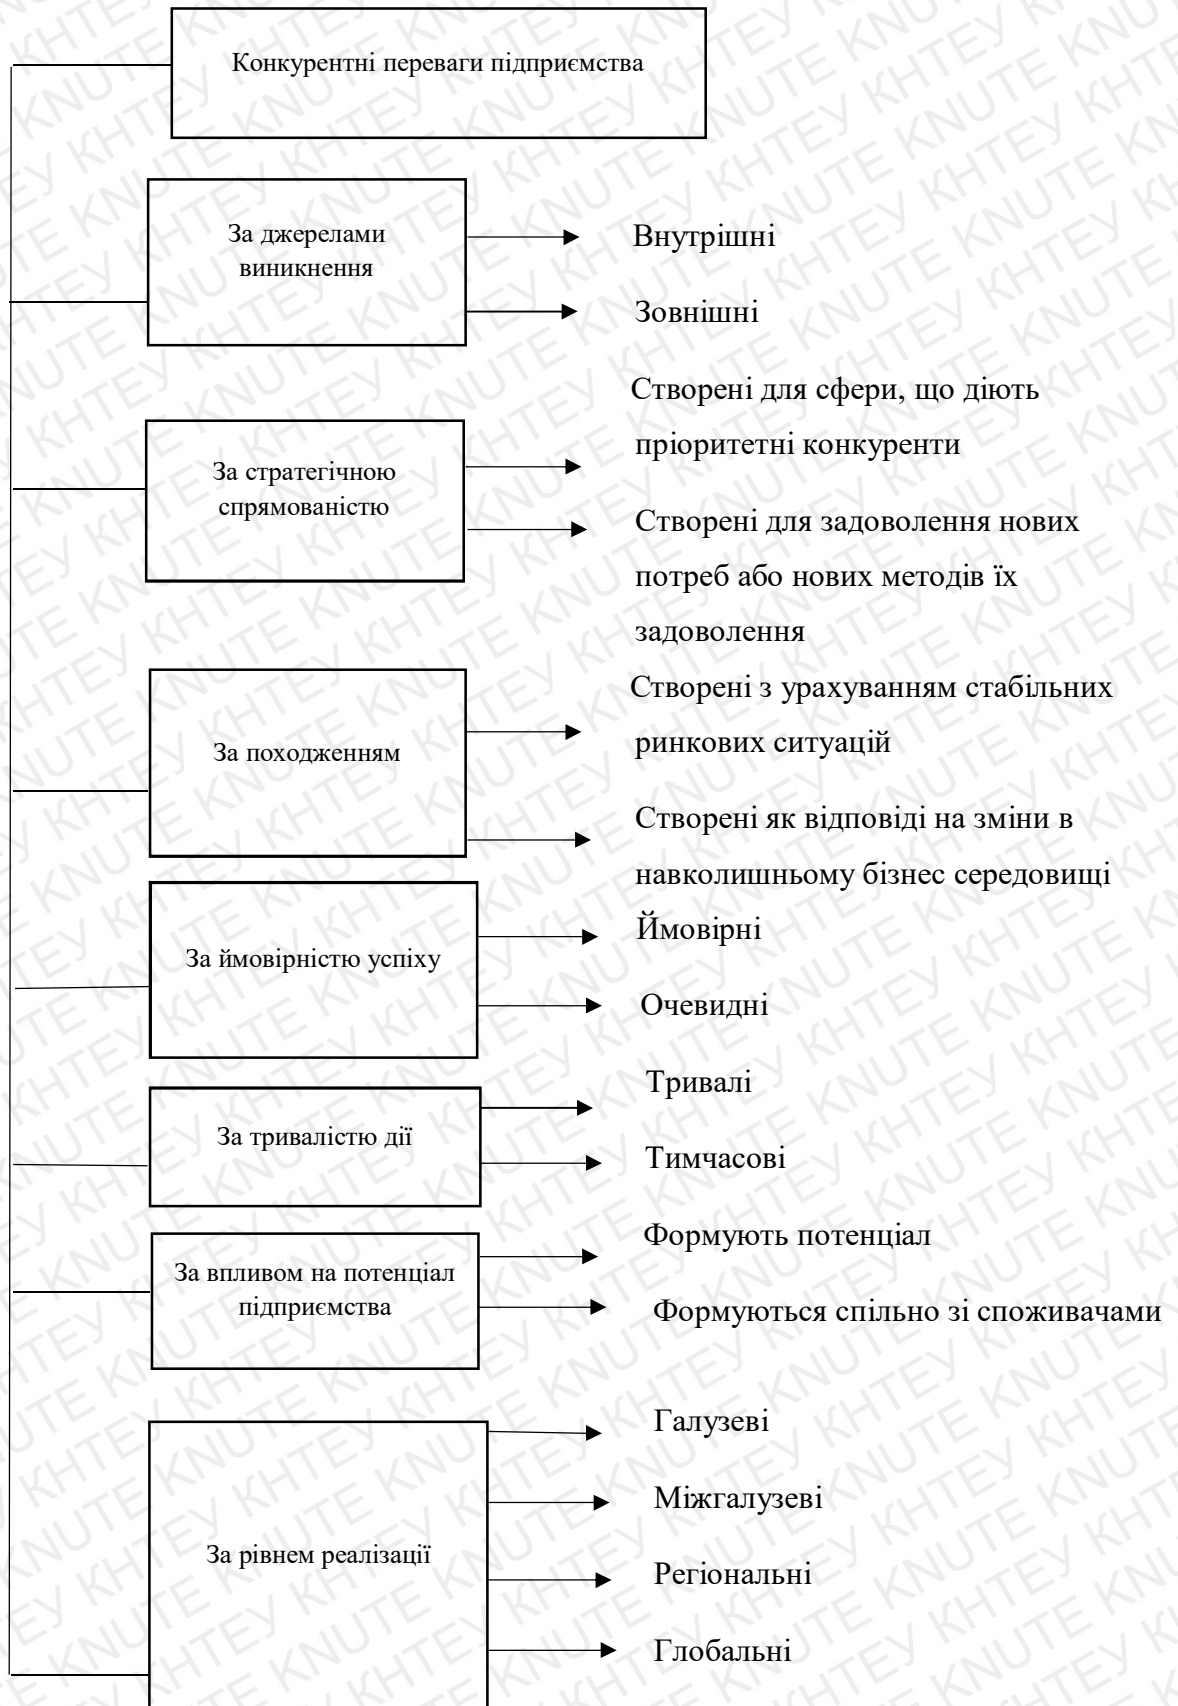 Конкурентні переваги підприємства
За джерелами
виникнення
Внутрішні
Зовнішні
За стратегічною
спрямованістю
Створені для сфери, що діють
пріоритетні конкуренти
Створені для задоволення нових
потреб або нових методів їх
задоволення
За походженням
Створені з урахуванням стабільних
ринкових ситуацій
Створені як відповіді на зміни в
навколишньому бізнес середовищі
За ймовірністю успіху
Ймовірні
Очевидні
За тривалістю дії
Тривалі
Тимчасові
За впливом на потенціал
підприємства
Формують потенціал
Формуються спільно зі споживачами
За рівнем реалізації
Галузеві
Міжгалузеві
Регіональні
Глобальні